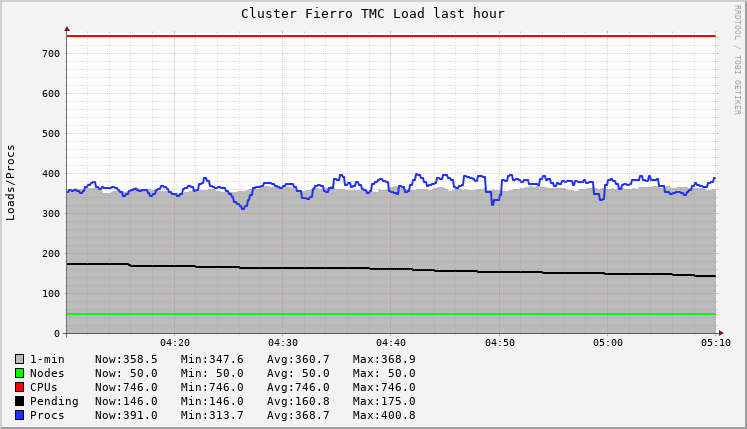 Cluster Fierro TMC Load last hour
RRDTOOL / TOBI OETIKER
Loads/Procs
700
600
500
400
300
200
100
0
04:20 04:30 04:40 04:50 05:00 05:10
1-min Now:358.5 Min:347.6 Avg:360.7 Max:368.9
Nodes Now: 50.0 Min: 50.0 Avg: 50.0 Max: 50.0
CPUs Now:746.0 Min:746.0 Avg:746.0 Max:746.0
Pending Now:146.0 Min:146.0 Avg:160.8 Max:175.0
Procs Now:391.0 Min:313.7 Avg:368.7 Max:400.8